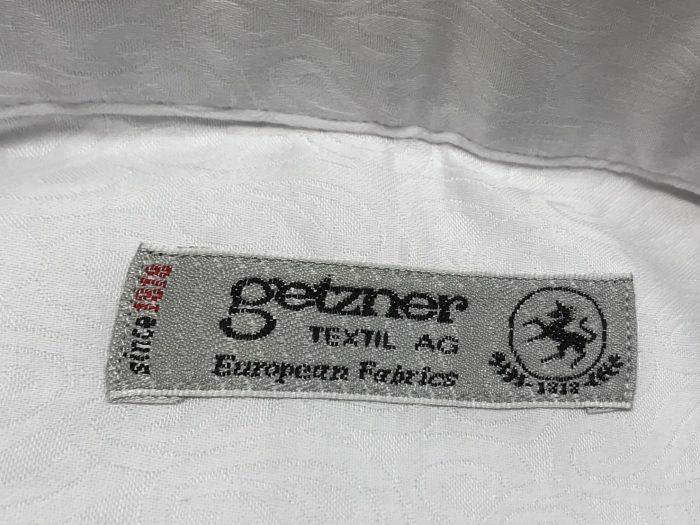 since 1818
getzner
TEXTIL AG
European Fabrics
1818